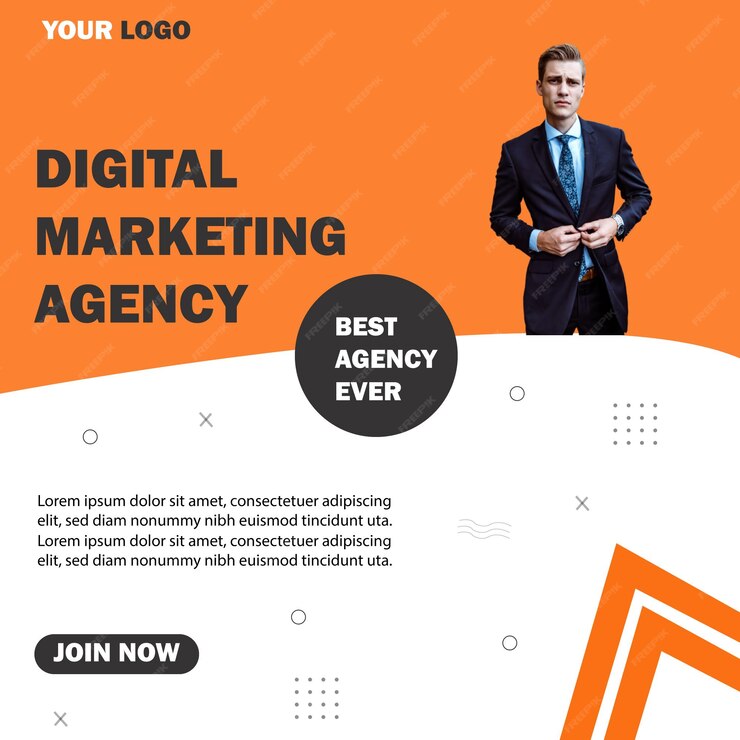 YOUR LOGO
DIGITAL
MARKETING
AGENCY
BEST
AGENCY
EVER
Lorem ipsum dolor sit amet, consectetuer adipiscing
elit, sed diam nonummy nibh euismod tincidunt uta.
Lorem ipsum dolor sit amet, consectetuer adipiscing
elit, sed diam nonummy nibh euismod tincidunt uta.
JOIN NOW